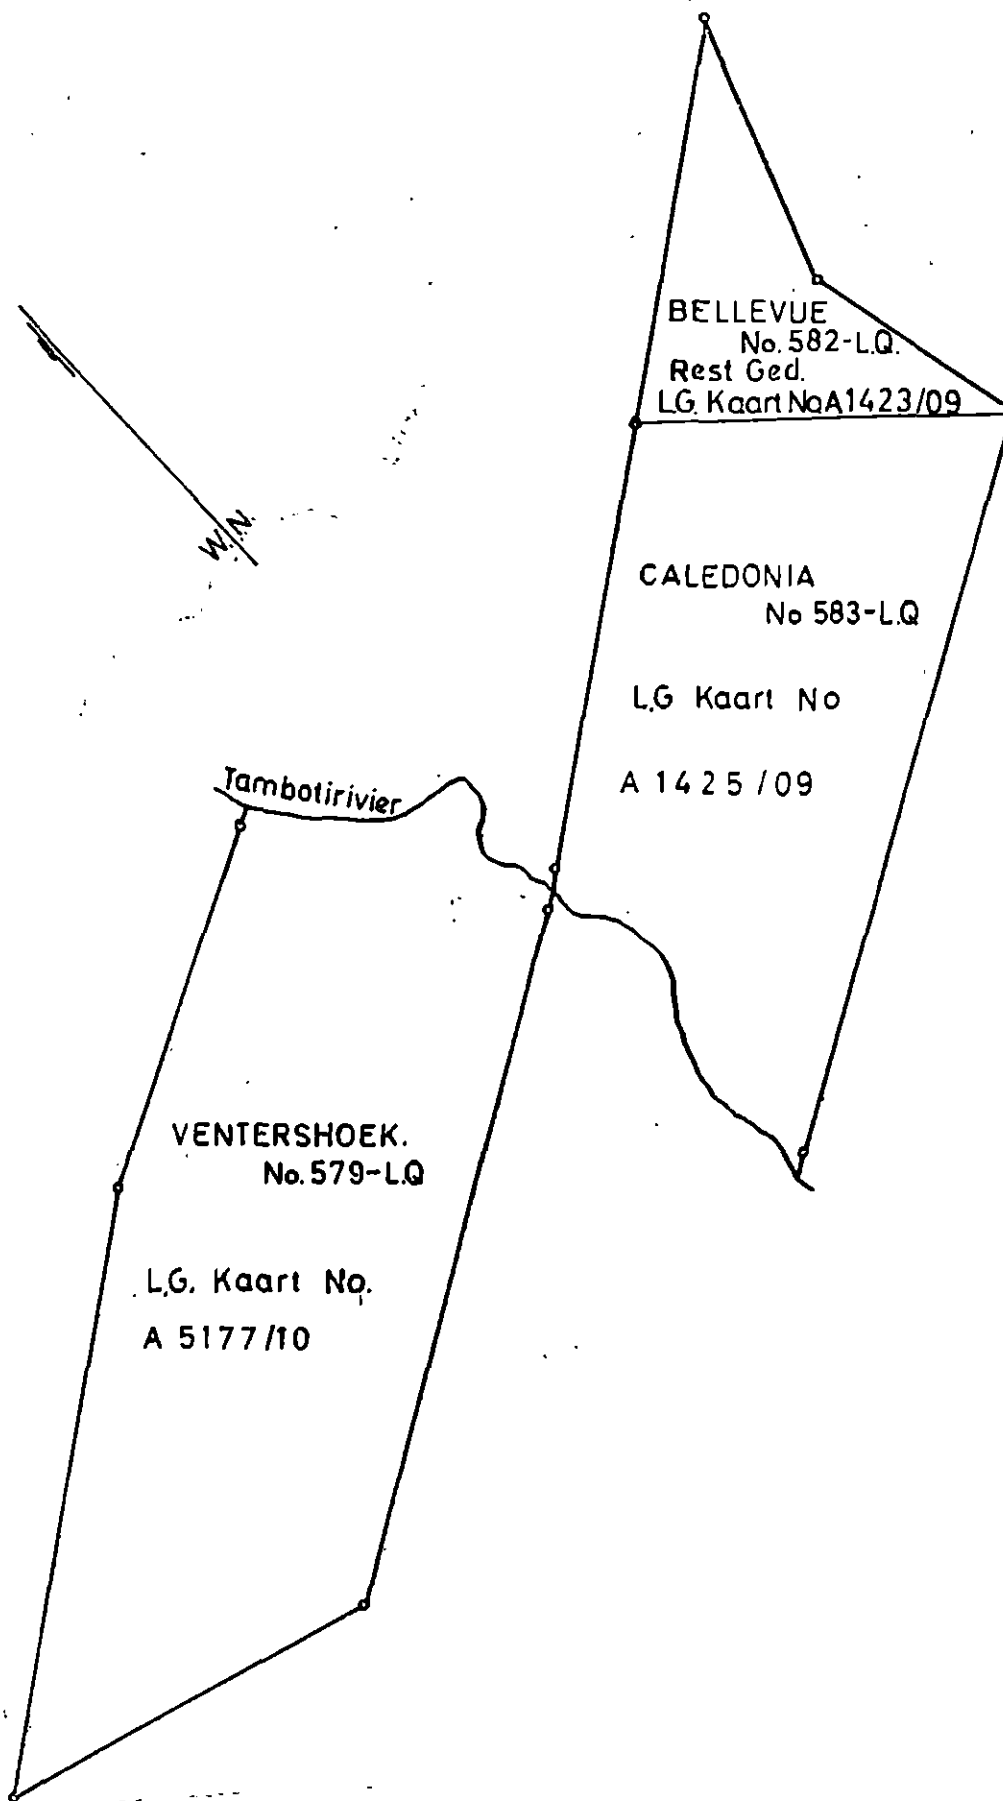 BELLEVUE
No. 582-L.Q.
Rest Ged.
L.G. Kaart No A1423/09
W.N.
CALEDONIA
No 583-L.Q
L.G Kaart No
A 1425/09
Tambotirivier
VENTERSHOEK.
No. 579-L.Q
L.G. Kaart No.
A 5177/10